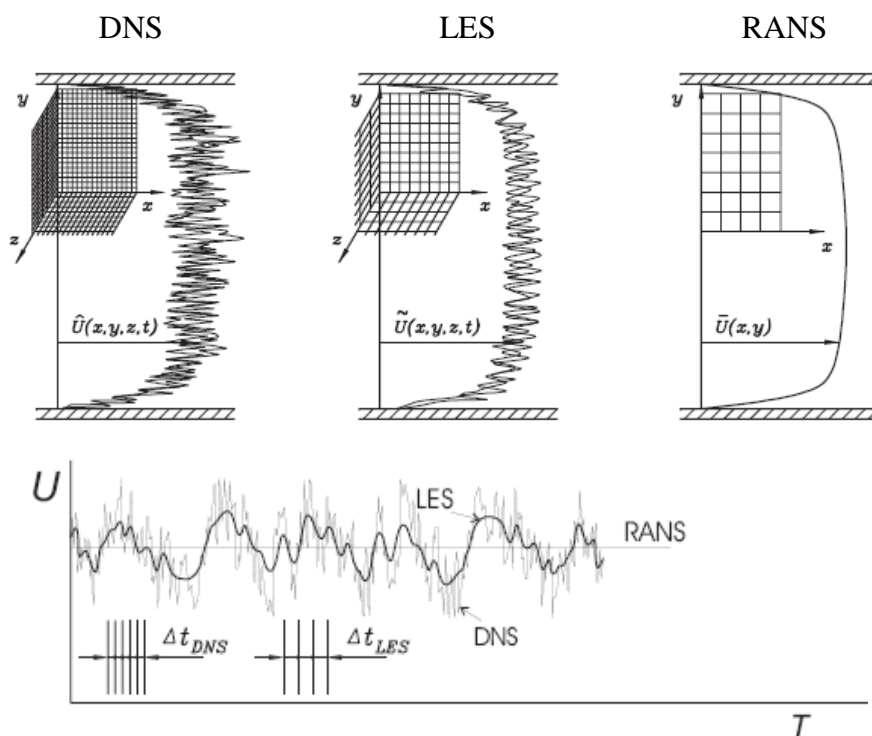 DNS LES RANS
y y y
x x
z z x
Û(x,y,z,t) Ũ(x,y,z,t) Ū(x,y)
U
LES
RANS
Δt_DNS Δt_LES DNS
T